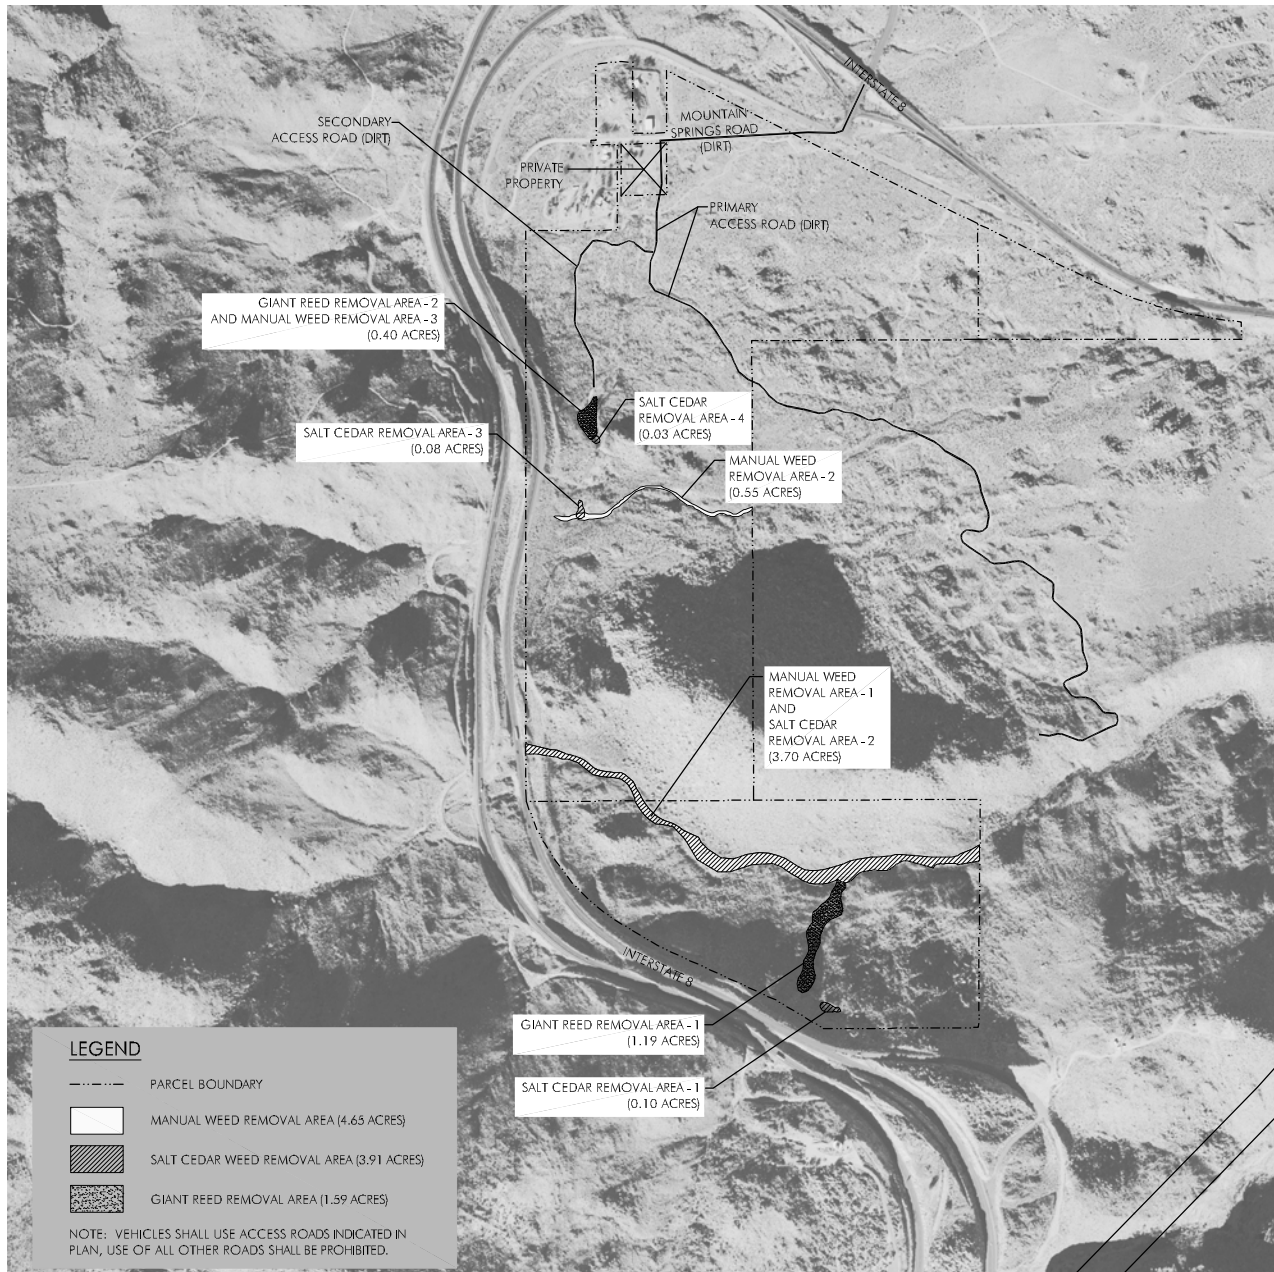 INTERSTATE 8
SECONDARY
ACCESS ROAD (DIRT)
MOUNTAIN
SPRINGS ROAD
(DIRT)
PRIVATE
PROPERTY
PRIMARY
ACCESS ROAD (DIRT)
GIANT REED REMOVAL AREA - 2
AND MANUAL WEED REMOVAL AREA - 3
(0.40 ACRES)
SALT CEDAR
REMOVAL AREA - 4
(0.03 ACRES)
SALT CEDAR REMOVAL AREA - 3
(0.08 ACRES)
MANUAL WEED
REMOVAL AREA - 2
(0.55 ACRES)
MANUAL WEED
REMOVAL AREA - 1
AND
SALT CEDAR
REMOVAL AREA - 2
(3.70 ACRES)
INTERSTATE 8
GIANT REED REMOVAL AREA - 1
(1.19 ACRES)
SALT CEDAR REMOVAL AREA - 1
(0.10 ACRES)
LEGEND
PARCEL BOUNDARY
MANUAL WEED REMOVAL AREA (4.65 ACRES)
SALT CEDAR WEED REMOVAL AREA (3.91 ACRES)
GIANT REED REMOVAL AREA (1.59 ACRES)
NOTE: VEHICLES SHALL USE ACCESS ROADS INDICATED IN
PLAN, USE OF ALL OTHER ROADS SHALL BE PROHIBITED.